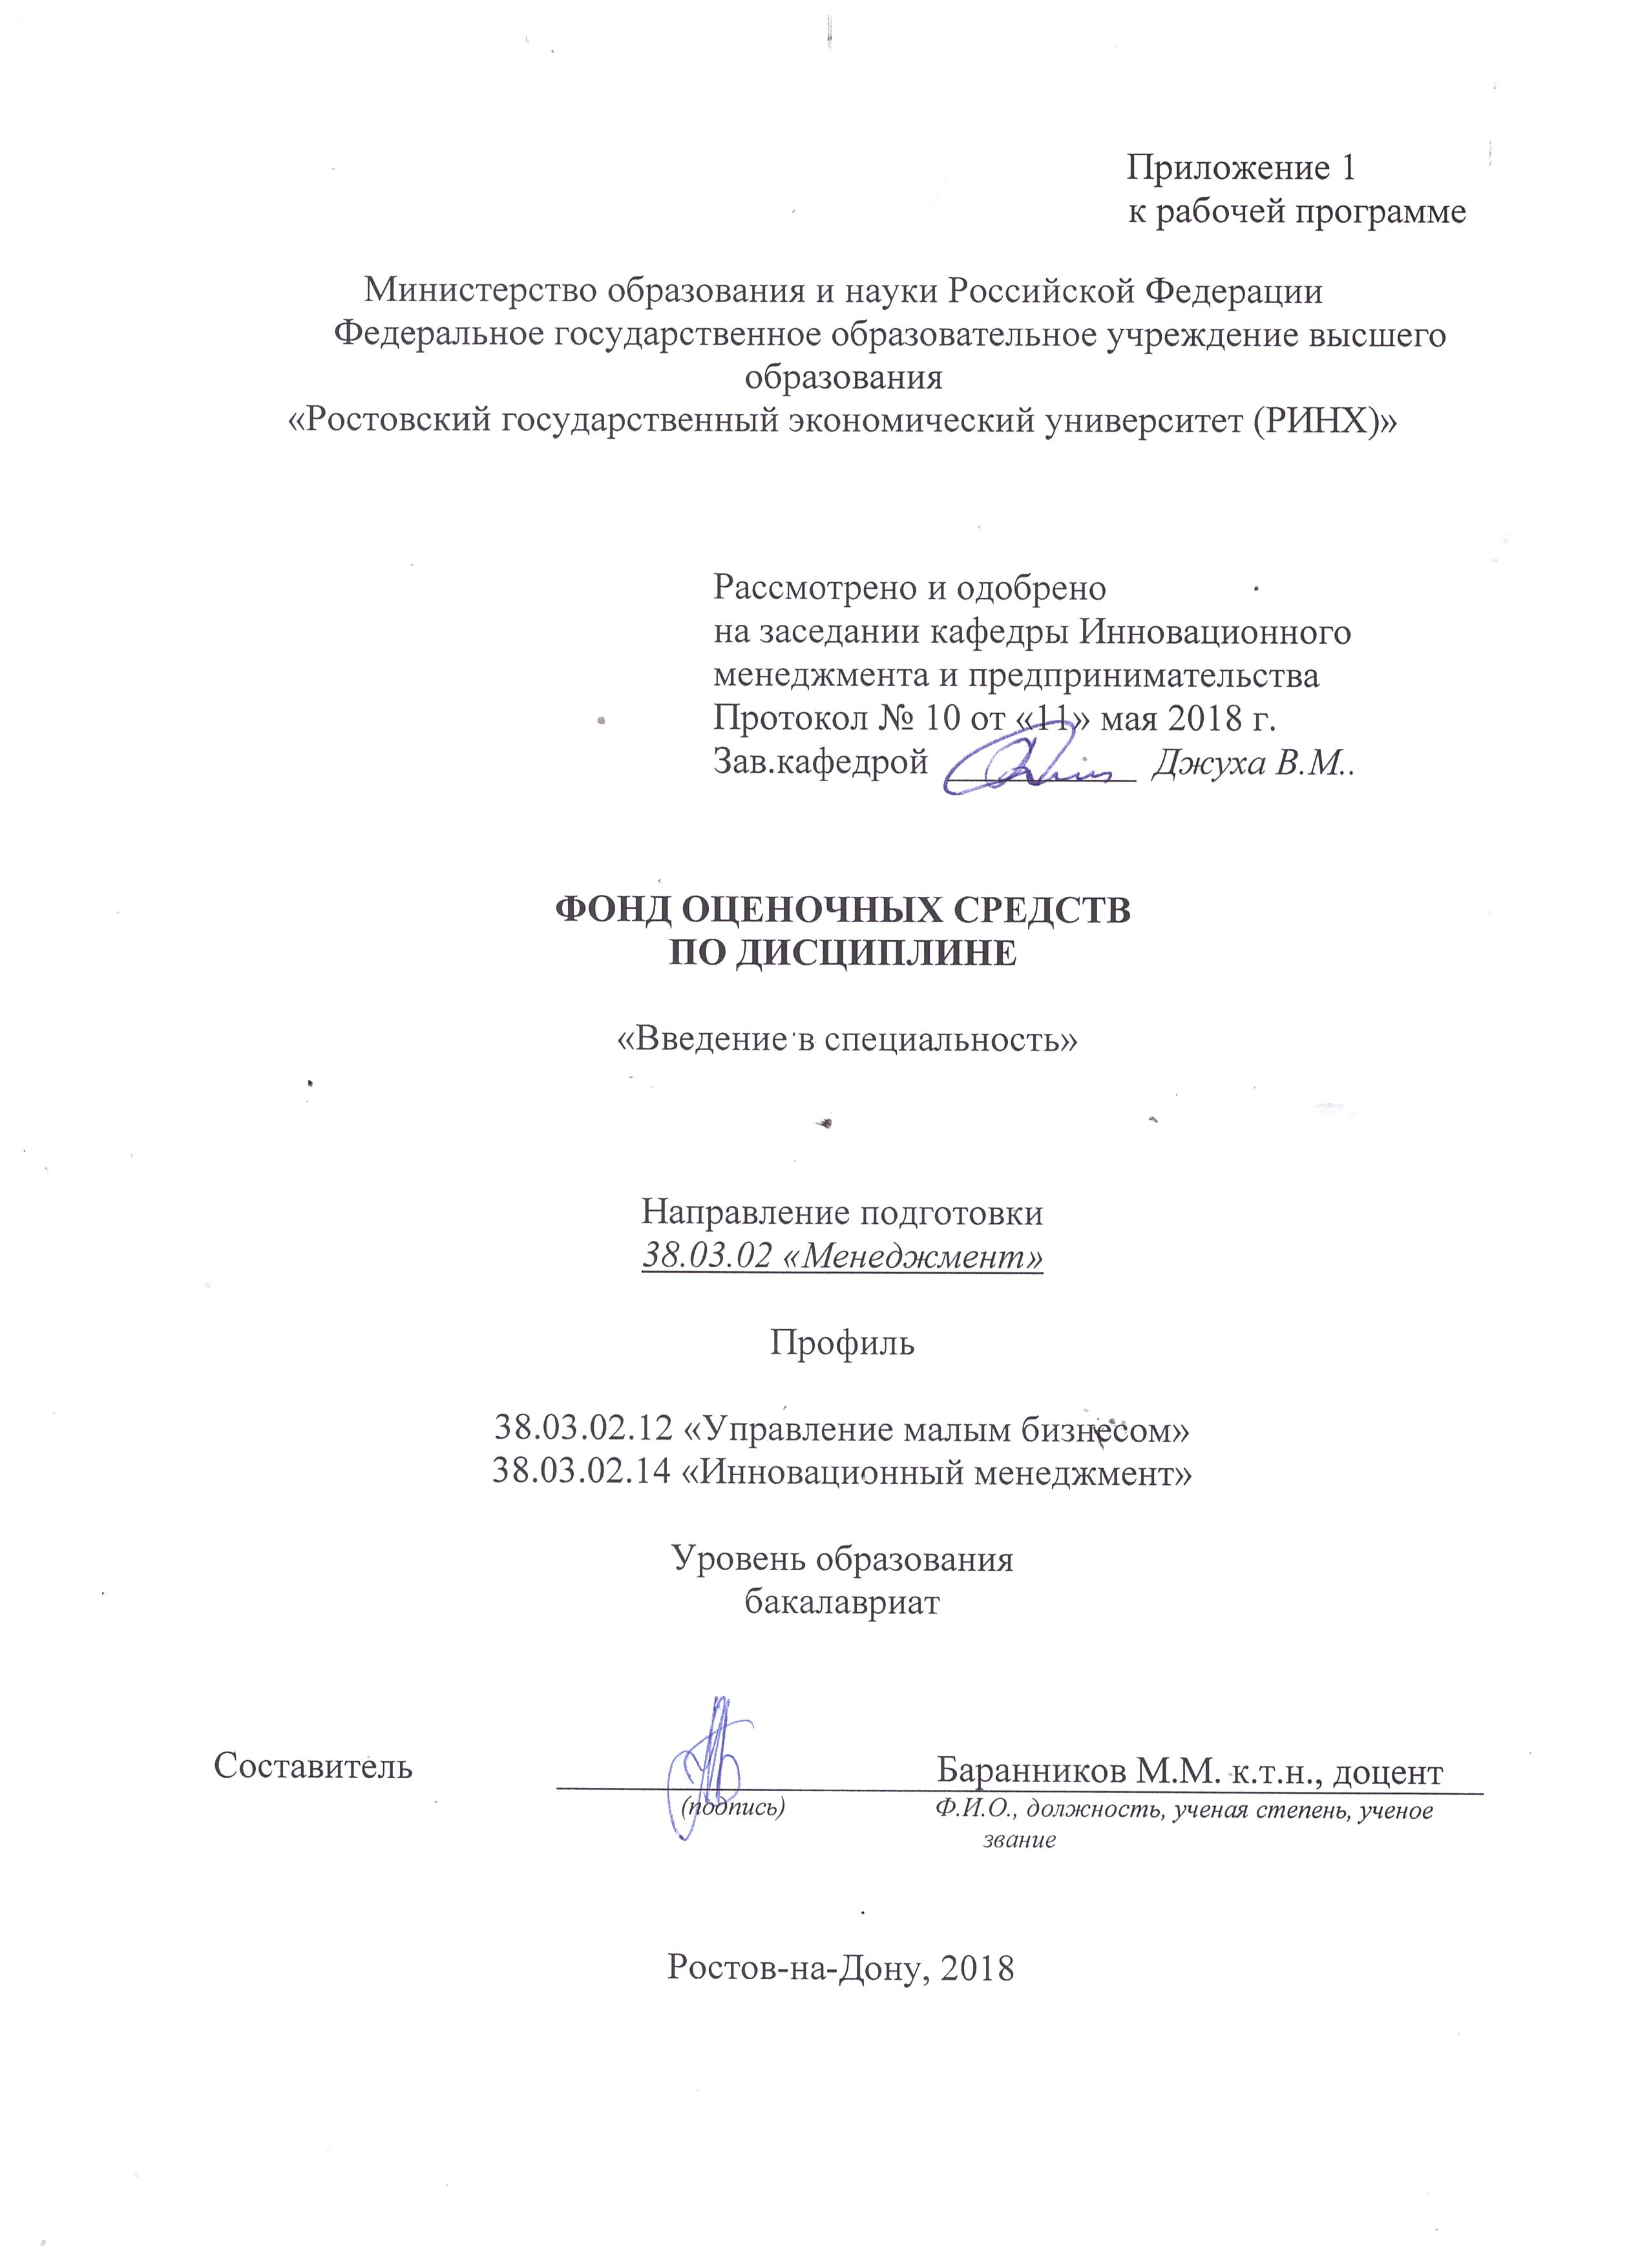 Приложение 1
к рабочей программе
Министерство образования и науки Российской Федерации
Федеральное государственное образовательное учреждение высшего
образования
«Ростовский государственный экономический университет (РИНХ)»
Рассмотрено и одобрено
на заседании кафедры Инновационного
менеджмента и предпринимательства
Протокол № 10 от «11» мая 2018 г.
Зав.кафедрой __________ Джуха В.М..
ФОНД ОЦЕНОЧНЫХ СРЕДСТВ
ПО ДИСЦИПЛИНЕ
«Введение в специальность»
Направление подготовки
38.03.02 «Менеджмент»
Профиль
38.03.02.12 «Управление малым бизнесом»
38.03.02.14 «Инновационный менеджмент»
Уровень образования
бакалавриат
Составитель Баранников М.М. к.т.н., доцент
(подпись) Ф.И.О., должность, ученая степень, ученое
звание
Ростов-на-Дону, 2018